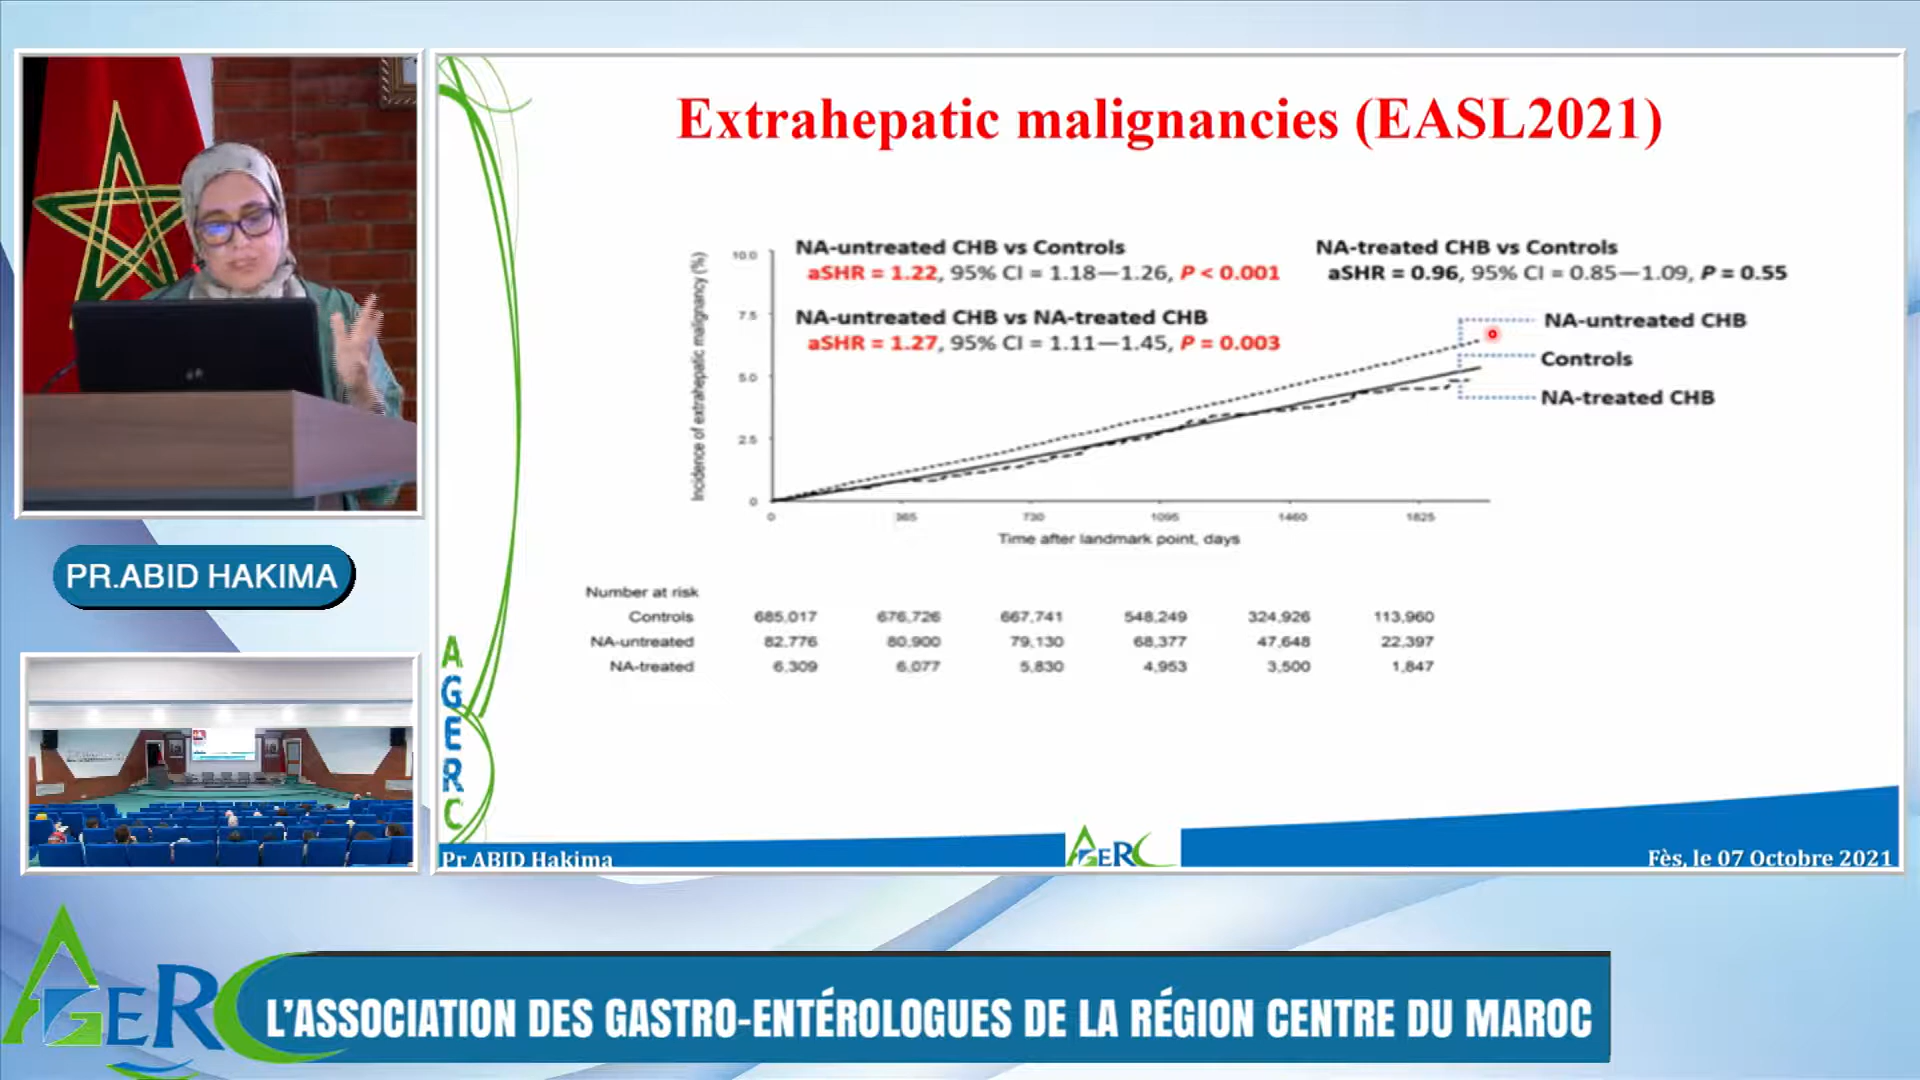 PR.ABID HAKIMA
Extrahepatic malignancies (EASL2021)
NA-untreated CHB vs Controls
aSHR = 1.22, 95% CI = 1.18—1.26, P < 0.001
NA-untreated CHB vs NA-treated CHB
aSHR = 1.27, 95% CI = 1.11—1.45, P = 0.003
NA-treated CHB vs Controls
aSHR = 0.96, 95% CI = 0.85—1.09, P = 0.55
NA-untreated CHB
Controls
NA-treated CHB
Incidence of extrahepatic malignancy (%)
10.0
7.5
5.0
2.5
0
0 365 730 1095 1460 1825
Time after landmark point, days
Number at risk
Controls 685,017 676,726 667,741 548,249 324,926 113,960
NA-untreated 82,776 80,900 79,130 68,377 47,648 22,397
NA-treated 6,309 6,077 5,830 4,953 3,500 1,847
AGERC
Pr ABID Hakima
AGERC
Fès, le 07 Octobre 2021
AGERC
L'ASSOCIATION DES GASTRO-ENTÉROLOGUES DE LA RÉGION CENTRE DU MAROC